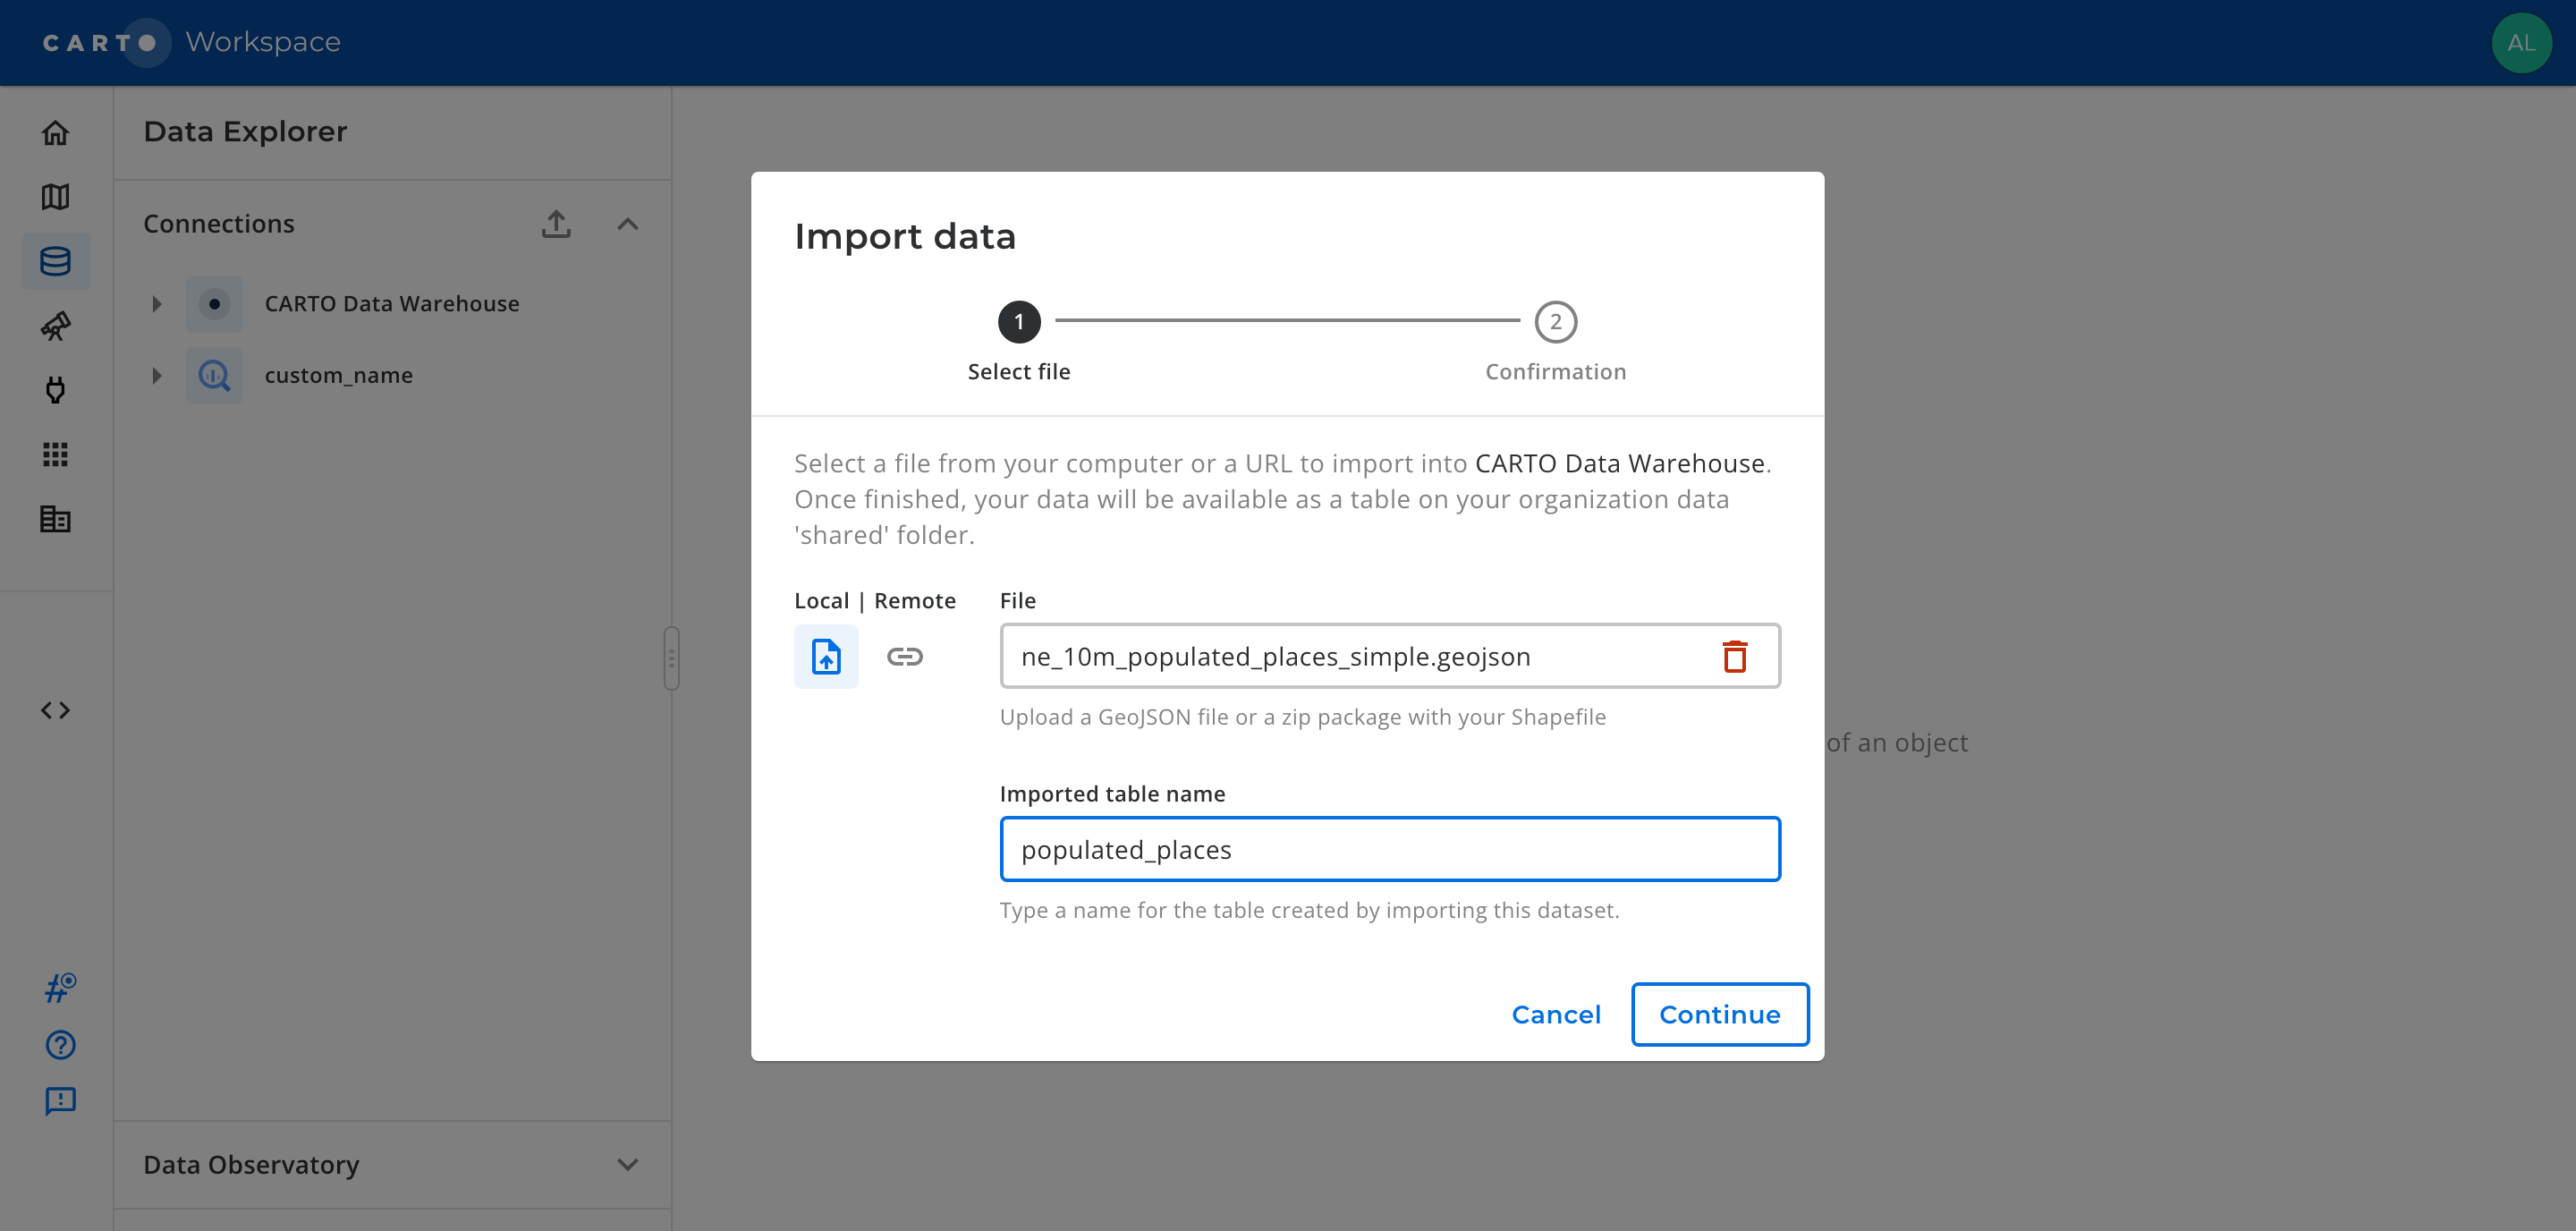 CARTO Workspace
AL
Data Explorer
Connections
CARTO Data Warehouse
custom_name
Data Observatory
Import data
1
2
Select file
Confirmation
Select a file from your computer or a URL to import into CARTO Data Warehouse.
Once finished, your data will be available as a table on your organization data
'shared' folder.
Local | Remote
File
ne_10m_populated_places_simple.geojson
Upload a GeoJSON file or a zip package with your Shapefile
Imported table name
populated_places
Type a name for the table created by importing this dataset.
Cancel
Continue
of an object